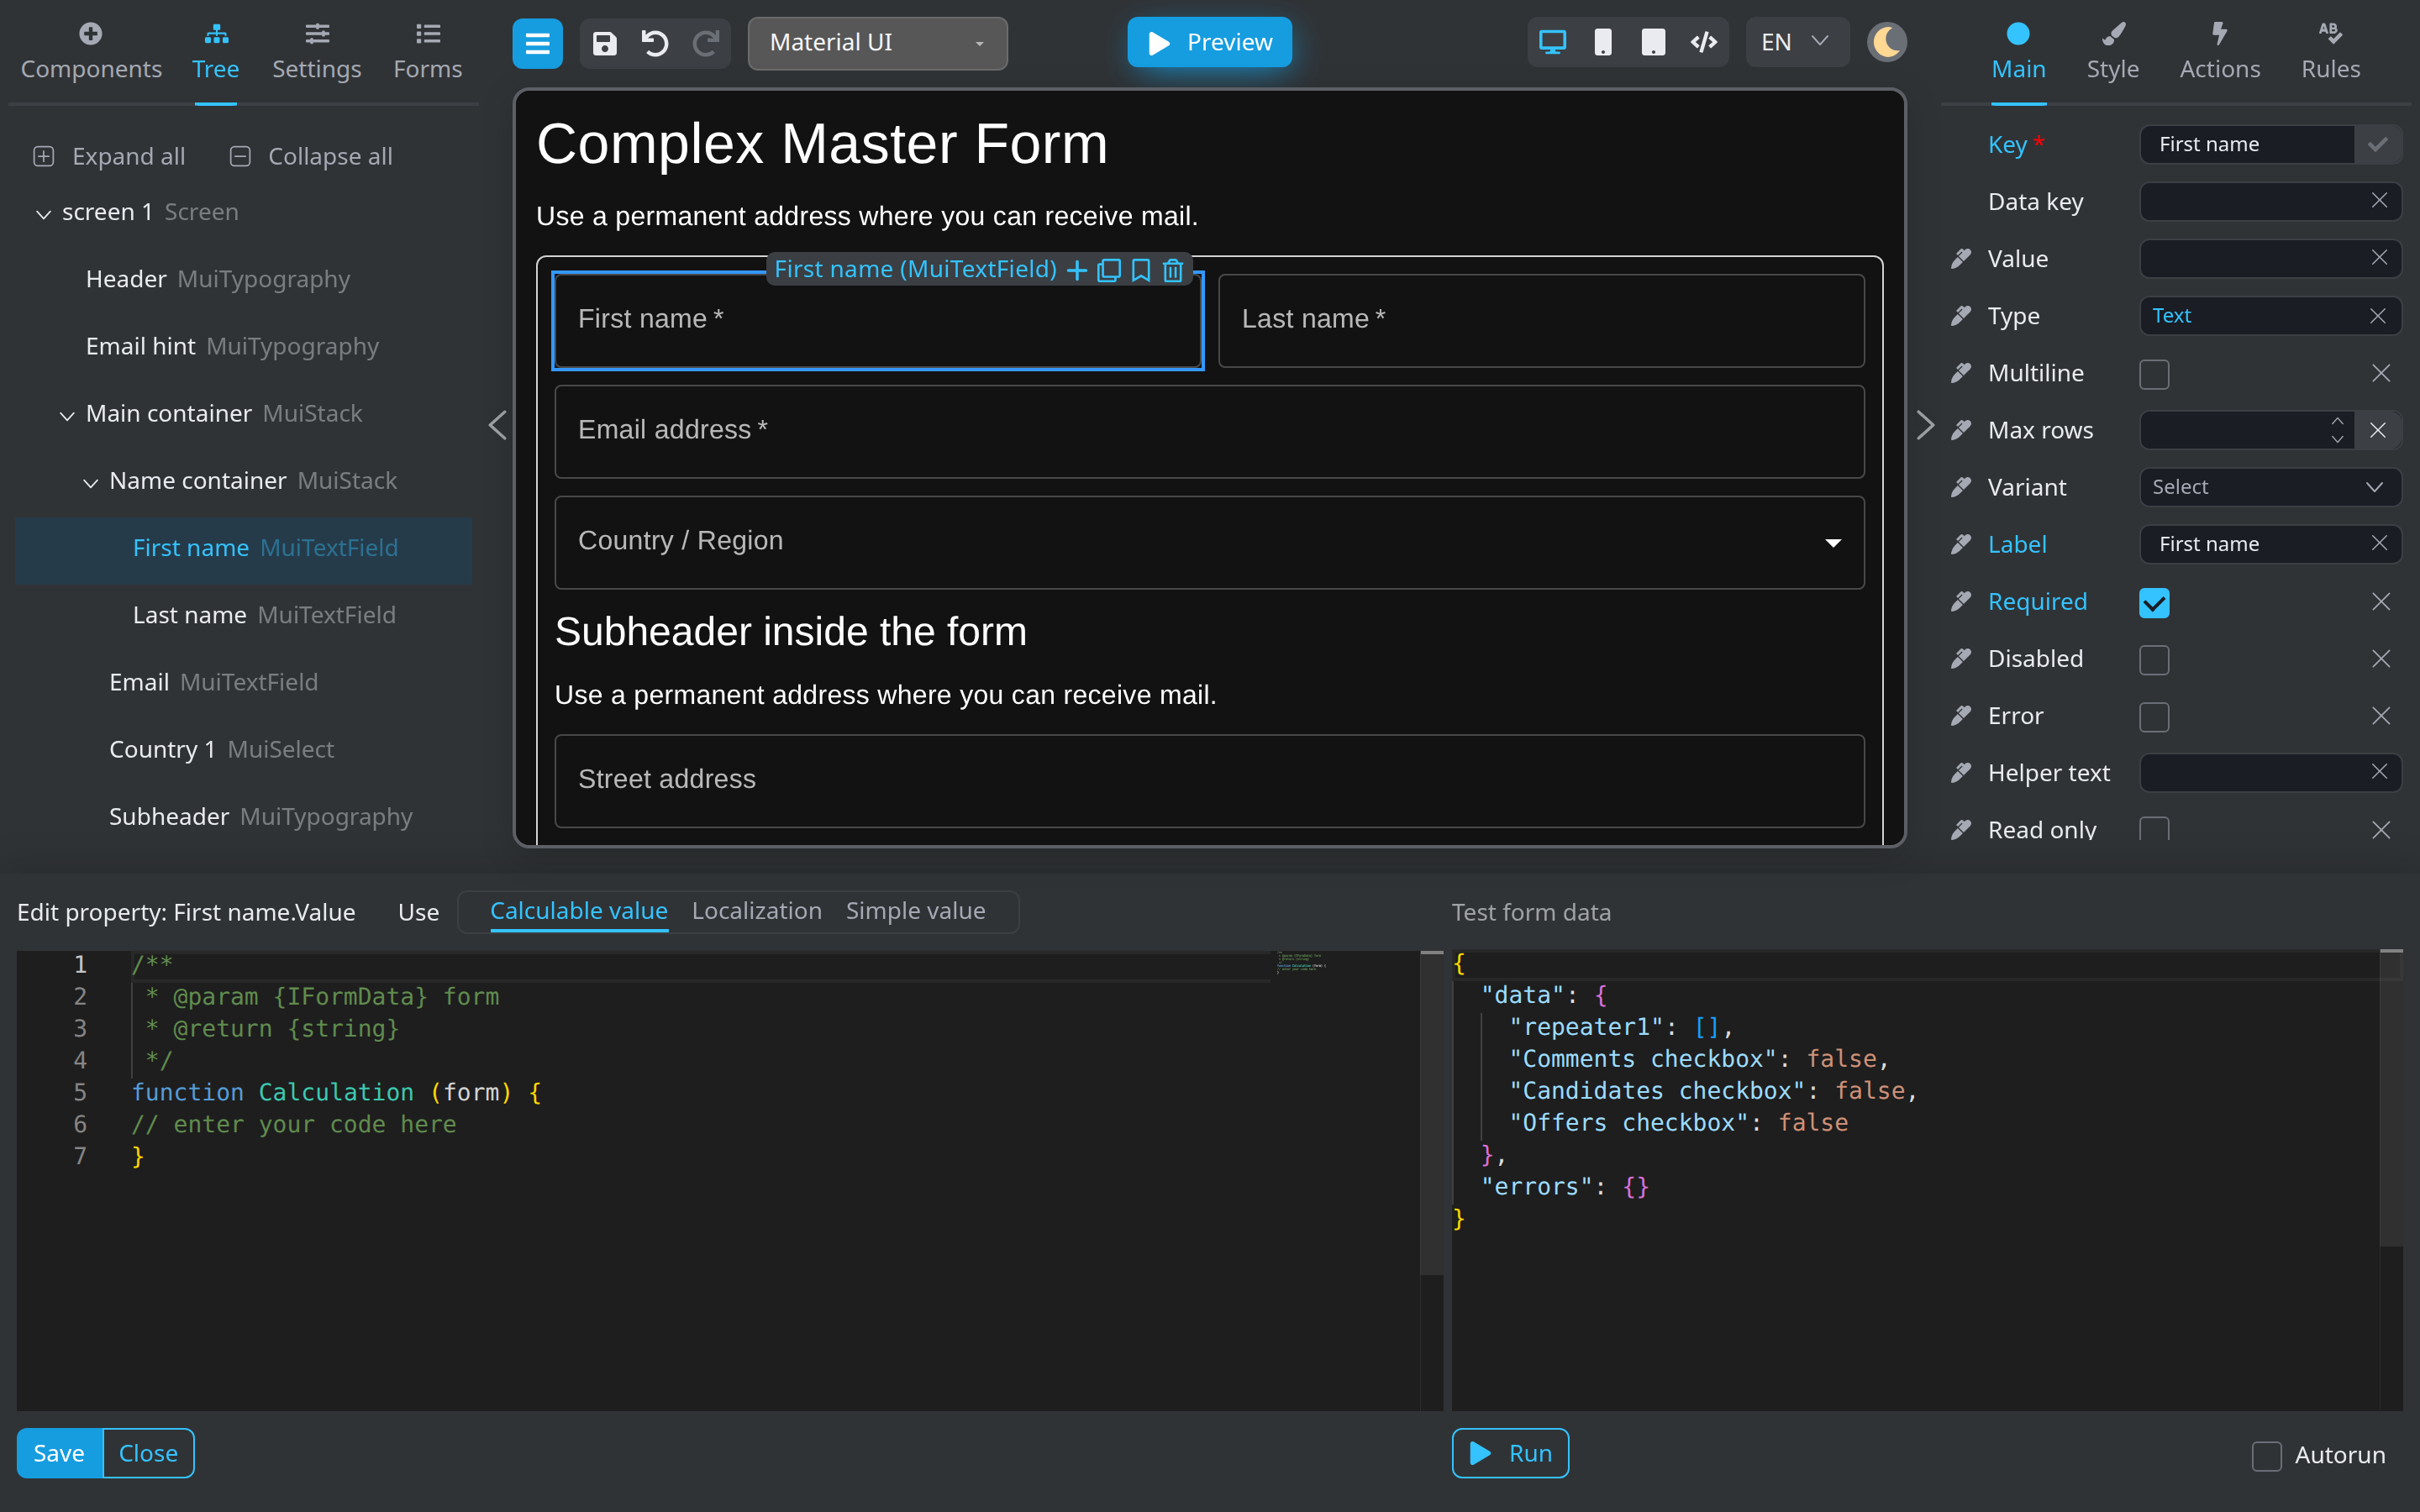 Components
Tree
Settings
Forms
Material UI
Preview
EN
Main
Style
Actions
Rules
Expand all
Collapse all
screen 1 Screen
Header MuiTypography
Email hint MuiTypography
Main container MuiStack
Name container MuiStack
First name MuiTextField
Last name MuiTextField
Email MuiTextField
Country 1 MuiSelect
Subheader MuiTypography
Complex Master Form
Use a permanent address where you can receive mail.
First name (MuiTextField)
First name *
Last name *
Email address *
Country / Region
Subheader inside the form
Use a permanent address where you can receive mail.
Street address
Key * First name
Data key
Value
Type Text
Multiline
Max rows
Variant Select
Label First name
Required
Disabled
Error
Helper text
Read only
Edit property: First name.Value
Use
Calculable value
Localization
Simple value
1 /**
2 * @param {IFormData} form
3 * @return {string}
4 */
5 function Calculation (form) {
6 // enter your code here
7 }
Test form data
{
"data": {
"repeater1": [],
"Comments checkbox": false,
"Candidates checkbox": false,
"Offers checkbox": false
},
"errors": {}
}
Save
Close
Run
Autorun